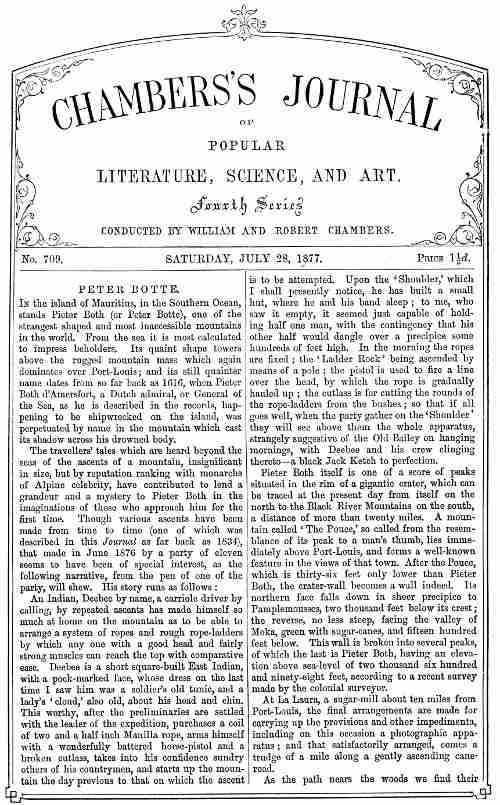 CHAMBERS'S JOURNAL
OF
POPULAR
LITERATURE, SCIENCE, AND ART.
Fourth Series
CONDUCTED BY WILLIAM AND ROBERT CHAMBERS.
No. 709.
SATURDAY, JULY 28, 1877.
PRICE 1½d.
PETER BOTTE.
IN the island of Mauritius, in the Southern Ocean,
stands Pieter Both (or Peter Botte), one of the
strangest shaped and most inaccessible mountains
in the world. From the sea it is most calculated
to impress beholders. Its quaint shape towers
above the rugged mountain mass which again
dominates over Port-Louis; and its still quainter
name dates from so far back as 1616, when Pieter
Both d'Amersfort, a Dutch admiral, or General of
the Sea, as he is described in the records, hap-
pening to be shipwrecked on the island, was
perpetuated by name in the mountain which cast
its shadow across his drowned body.
The travellers' tales which are heard beyond the
seas of the ascents of a mountain, insignificant
in size, but by reputation ranking with monarchs
of Alpine celebrity, have contributed to lend a
grandeur and a mystery to Pieter Both in the
imaginations of those who approach him for the
first time. Though various ascents have been
made from time to time (one of which was
described in this Journal as far back as 1834),
that made in June 1876 by a party of eleven
seems to have been of special interest, as the
following narrative, from the pen of one of the
party, will shew. His story runs as follows:
An Indian, Deebee by name, a carriole driver by
calling, by repeated ascents has made himself so
much at home on the mountain as to be able to
arrange a system of ropes and rough rope-ladders
by which any one with a good head and fairly
strong muscles can reach the top with comparative
ease. Deebee is a short square-built East Indian,
with a pock-marked face, whose dress on the last
time I saw him was a soldier's old tunic, and a
lady's 'cloud,' also old, about his head and chin.
This worthy, after the preliminaries are settled
with the leader of the expedition, purchases a coil
of two and a half inch Manilla rope, arms himself
with a wonderfully battered horse-pistol and a
broken cutlass, takes into his confidence sundry
others of his countrymen, and starts up the moun-
tain the day previous to that on which the ascent
is to be attempted. Upon the 'Shoulder,' which
I shall presently notice, he has built a small
hut, where he and his band sleep; to me, who
saw it empty, it seemed just capable of hold-
ing half one man, with the contingency that his
other half would dangle over a precipice some
hundreds of feet high. In the morning the ropes
are fixed; the 'Ladder Rock' being ascended by
means of a pole; the pistol is used to fire a line
over the head, by which the rope is gradually
hauled up; the cutlass is for cutting the rounds of
the rope-ladders from the bushes; so that if all
goes well, when the party gather on the 'Shoulder'
they will see above them the whole apparatus,
strangely suggestive of the Old Bailey on hanging
mornings, with Deebee and his crew clinging
thereto—a black Jack Ketch to perfection.
Pieter Both itself is one of a score of peaks
situated in the rim of a gigantic crater, which can
be traced at the present day from itself on the
north to the Black River Mountains on the south,
a distance of more than twenty miles. A moun-
tain called 'The Pouce,' so called from the resem-
blance of its peak to a man's thumb, lies imme-
diately above Port-Louis, and forms a well-known
feature in the views of that town. After the Pouce,
which is thirty-six feet only lower than Pieter
Both, the crater-wall becomes a wall indeed. Its
northern face falls down in sheer precipice to
Pamplemousses, two thousand feet below its crest;
the reverse, no less steep, facing the valley of
Moka, green with sugar-canes, and fifteen hundred
feet below. This wall is broken into several peaks,
of which the last is Pieter Both, having an eleva-
tion above sea-level of two thousand six hundred
and ninety-eight feet, according to a recent survey
made by the colonial surveyor.
At La Laura, a sugar-mill about ten miles from
Port-Louis, the final arrangements are made for
carrying up the provisions and other impediments,
including on this occasion a photographic appa-
ratus; and that satisfactorily arranged, comes a
trudge of a mile along a gently ascending cane-
road.
As the path nears the woods we find their